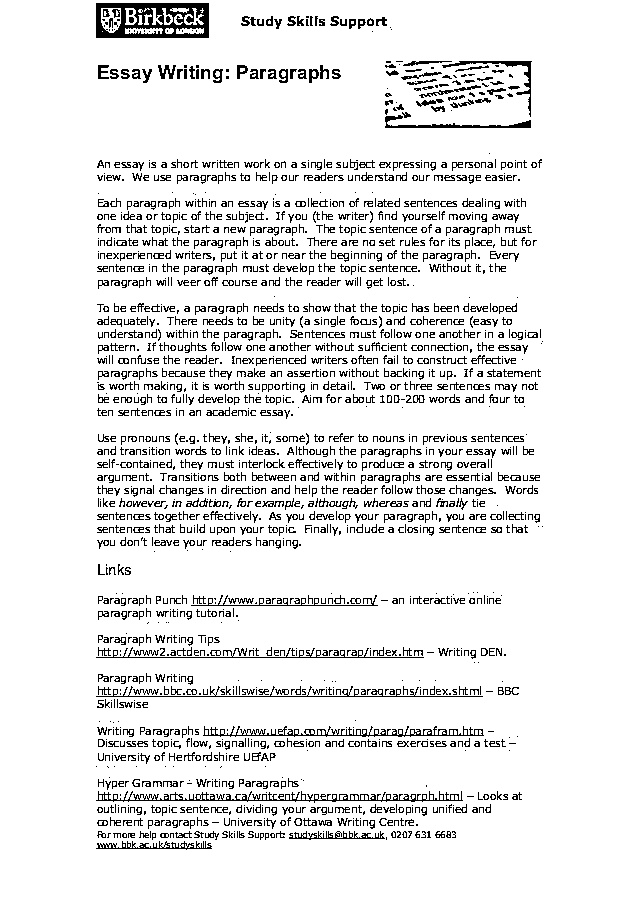 Birkbeck
UNIVERSITY OF LONDON
Study Skills Support
Essay Writing: Paragraphs
An essay is a short written work on a single subject expressing a personal point of
view. We use paragraphs to help our readers understand our message easier.
Each paragraph within an essay is a collection of related sentences dealing with
one idea or topic of the subject. If you (the writer) find yourself moving away
from that topic, start a new paragraph. The topic sentence of a paragraph must
indicate what the paragraph is about. There are no set rules for its place, but for
inexperienced writers, put it at or near the beginning of the paragraph. Every
sentence in the paragraph must develop the topic sentence. Without it, the
paragraph will veer off course and the reader will get lost.
To be effective, a paragraph needs to show that the topic has been developed
adequately. There needs to be unity (a single focus) and coherence (easy to
understand) within the paragraph. Sentences must follow one another in a logical
pattern. If thoughts follow one another without sufficient connection, the essay
will confuse the reader. Inexperienced writers often fail to construct effective
paragraphs because they make an assertion without backing it up. If a statement
is worth making, it is worth supporting in detail. Two or three sentences may not
be enough to fully develop the topic. Aim for about 100-200 words and four to
ten sentences in an academic essay.
Use pronouns (e.g. they, she, it, some) to refer to nouns in previous sentences
and transition words to link ideas. Although the paragraphs in your essay will be
self-contained, they must interlock effectively to produce a strong overall
argument. Transitions both between and within paragraphs are essential because
they signal changes in direction and help the reader follow those changes. Words
like however, in addition, for example, although, whereas and finally tie
sentences together effectively. As you develop your paragraph, you are collecting
sentences that build upon your topic. Finally, include a closing sentence so that
you don't leave your readers hanging.
Links
Paragraph Punch http://www.paragraphpunch.com/ – an interactive online
paragraph writing tutorial.
Paragraph Writing Tips
http://www2.actden.com/Writ_den/tips/paragrap/index.htm – Writing DEN.
Paragraph Writing
http://www.bbc.co.uk/skillswise/words/writing/paragraphs/index.shtml – BBC
Skillswise
Writing Paragraphs http://www.uefap.com/writing/parag/parafram.htm –
Discusses topic, flow, signalling, cohesion and contains exercises and a test –
University of Hertfordshire UEfAP
Hyper Grammar – Writing Paragraphs
http://www.arts.uottawa.ca/writcent/hypergrammar/paragrph.html – Looks at
outlining, topic sentence, dividing your argument, developing unified and
coherent paragraphs – University of Ottawa Writing Centre.
For more help contact Study Skills Support: studyskills@bbk.ac.uk, 0207 631 6683
www.bbk.ac.uk/studyskills